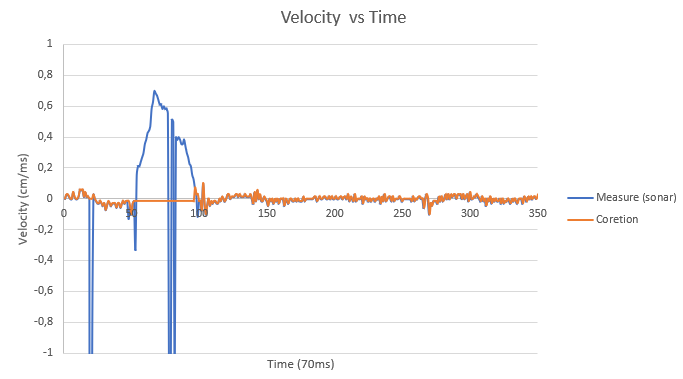 Velocity  vs Time
1
0,8
0,6
0,4
0,2
0
-0,2
-0,4
-0,6
-0,8
-1
0 50 100 150 200 250 300 350
Velocity (cm/ms)
Time (70ms)
Measure (sonar)
Coretion